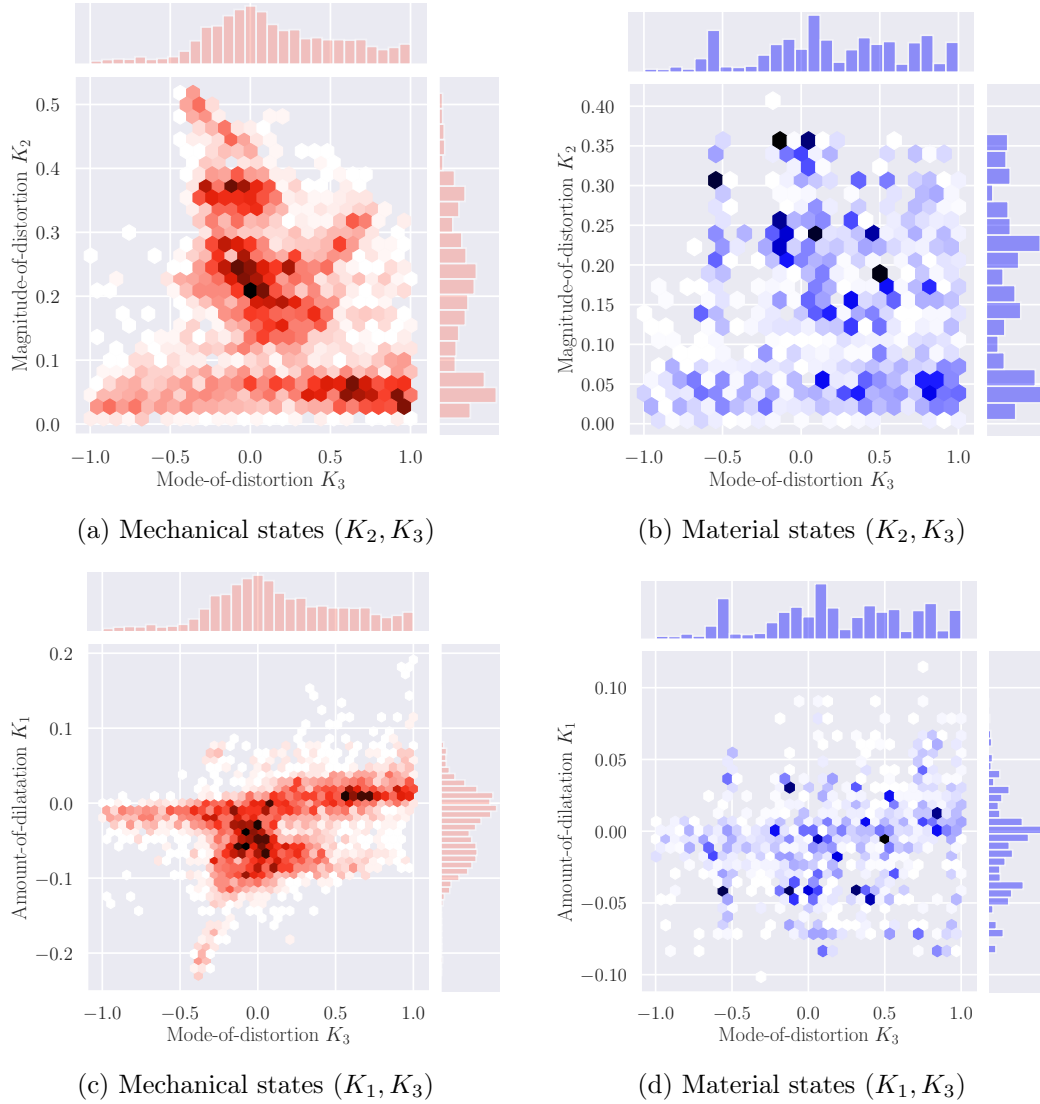 0.5
0.4
0.3
0.2
0.1
0.0
Magnitude-of-distortion K₂
−1.0 −0.5 0.0 0.5 1.0
Mode-of-distortion K₃
(a) Mechanical states (K₂, K₃)
0.40
0.35
0.30
0.25
0.20
0.15
0.10
0.05
0.00
Magnitude-of-distortion K₂
−1.0 −0.5 0.0 0.5 1.0
Mode-of-distortion K₃
(b) Material states (K₂, K₃)
0.2
0.1
0.0
−0.1
−0.2
Amount-of-dilatation K₁
−1.0 −0.5 0.0 0.5 1.0
Mode-of-distortion K₃
(c) Mechanical states (K₁, K₃)
0.10
0.05
0.00
−0.05
−0.10
Amount-of-dilatation K₁
−1.0 −0.5 0.0 0.5 1.0
Mode-of-distortion K₃
(d) Material states (K₁, K₃)